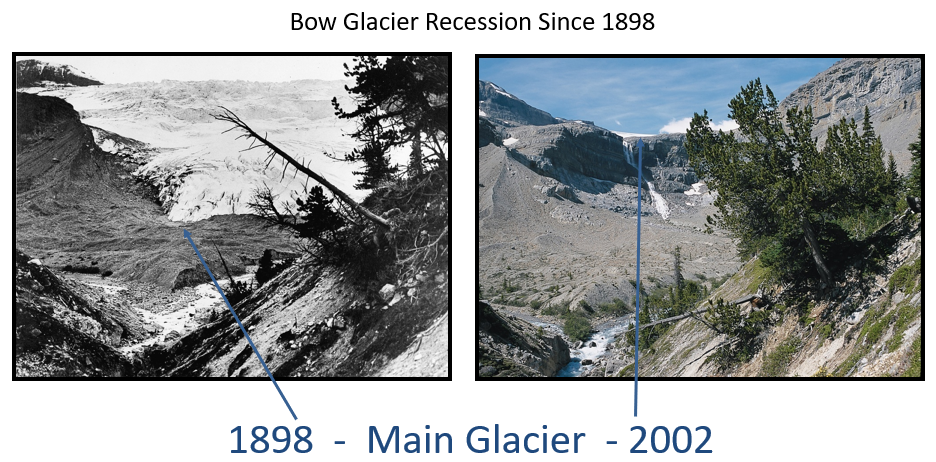 Bow Glacier Recession Since 1898
1898 - Main Glacier - 2002